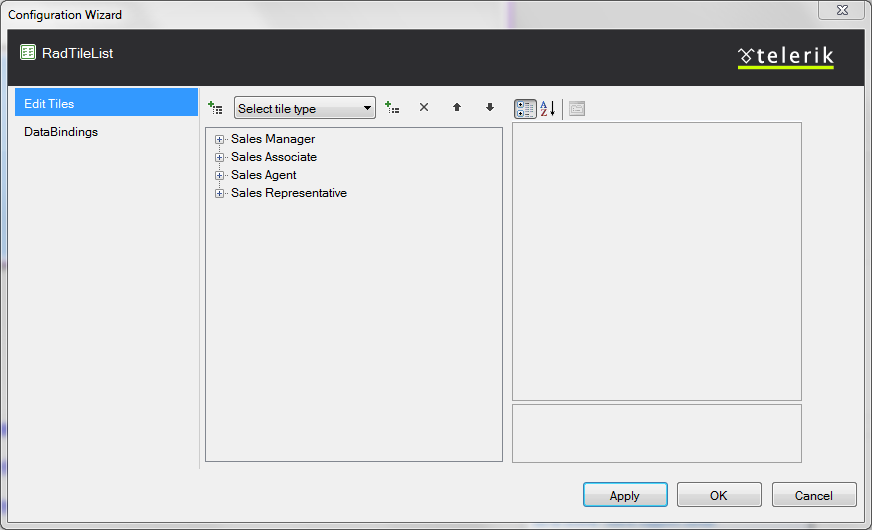 Configuration Wizard
RadTileList
telerik
Edit Tiles
DataBindings
Select tile type
A
Z
Sales Manager
Sales Associate
Sales Agent
Sales Representative
Apply
OK
Cancel